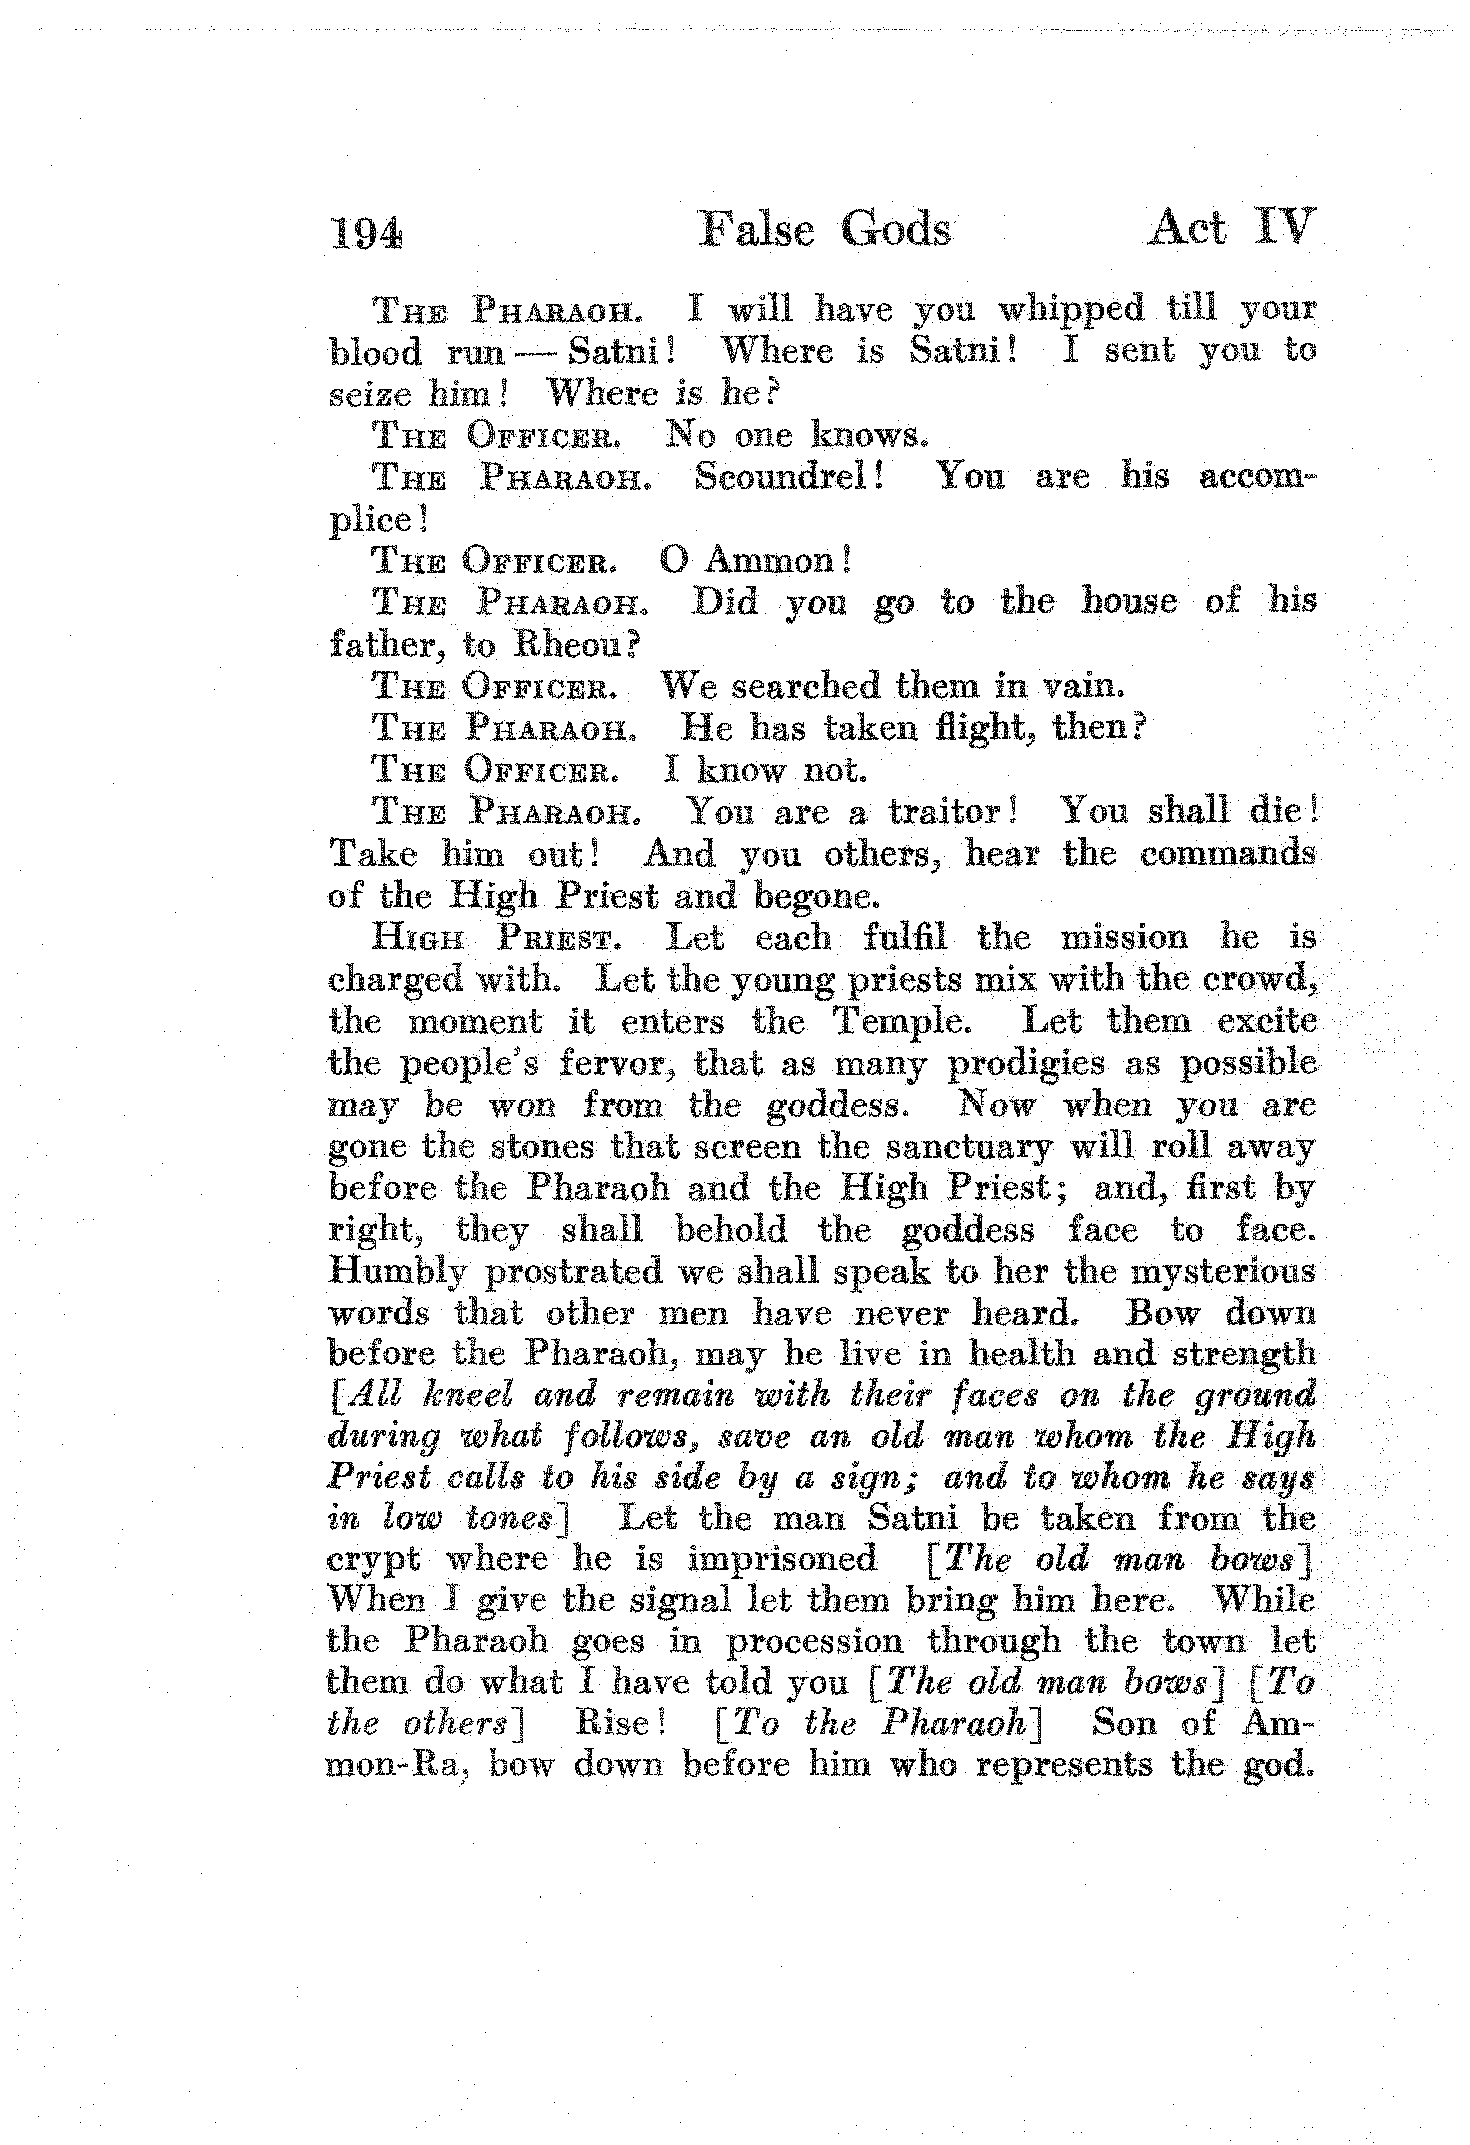 194 False Gods Act IV
THE PHARAOH. I will have you whipped till your
blood run — Satni! Where is Satni! I sent you to
seize him! Where is he?
THE OFFICER. No one knows.
THE PHARAOH. Scoundrel! You are his accom-
plice!
THE OFFICER. O Ammon!
THE PHARAOH. Did you go to the house of his
father, to Rheou?
THE OFFICER. We searched them in vain.
THE PHARAOH. He has taken flight, then?
THE OFFICER. I know not.
THE PHARAOH. You are a traitor! You shall die!
Take him out! And you others, hear the commands
of the High Priest and begone.
HIGH PRIEST. Let each fulfil the mission he is
charged with. Let the young priests mix with the crowd,
the moment it enters the Temple. Let them excite
the people's fervor, that as many prodigies as possible
may be won from the goddess. Now when you are
gone the stones that screen the sanctuary will roll away
before the Pharaoh and the High Priest; and, first by
right, they shall behold the goddess face to face.
Humbly prostrated we shall speak to her the mysterious
words that other men have never heard. Bow down
before the Pharaoh, may he live in health and strength
[All kneel and remain with their faces on the ground
during what follows, save an old man whom the High
Priest calls to his side by a sign; and to whom he says
in low tones] Let the man Satni be taken from the
crypt where he is imprisoned [The old man bows]
When I give the signal let them bring him here. While
the Pharaoh goes in procession through the town let
them do what I have told you [The old man bows] [To
the others] Rise! [To the Pharaoh] Son of Am-
mon-Ra, bow down before him who represents the god.